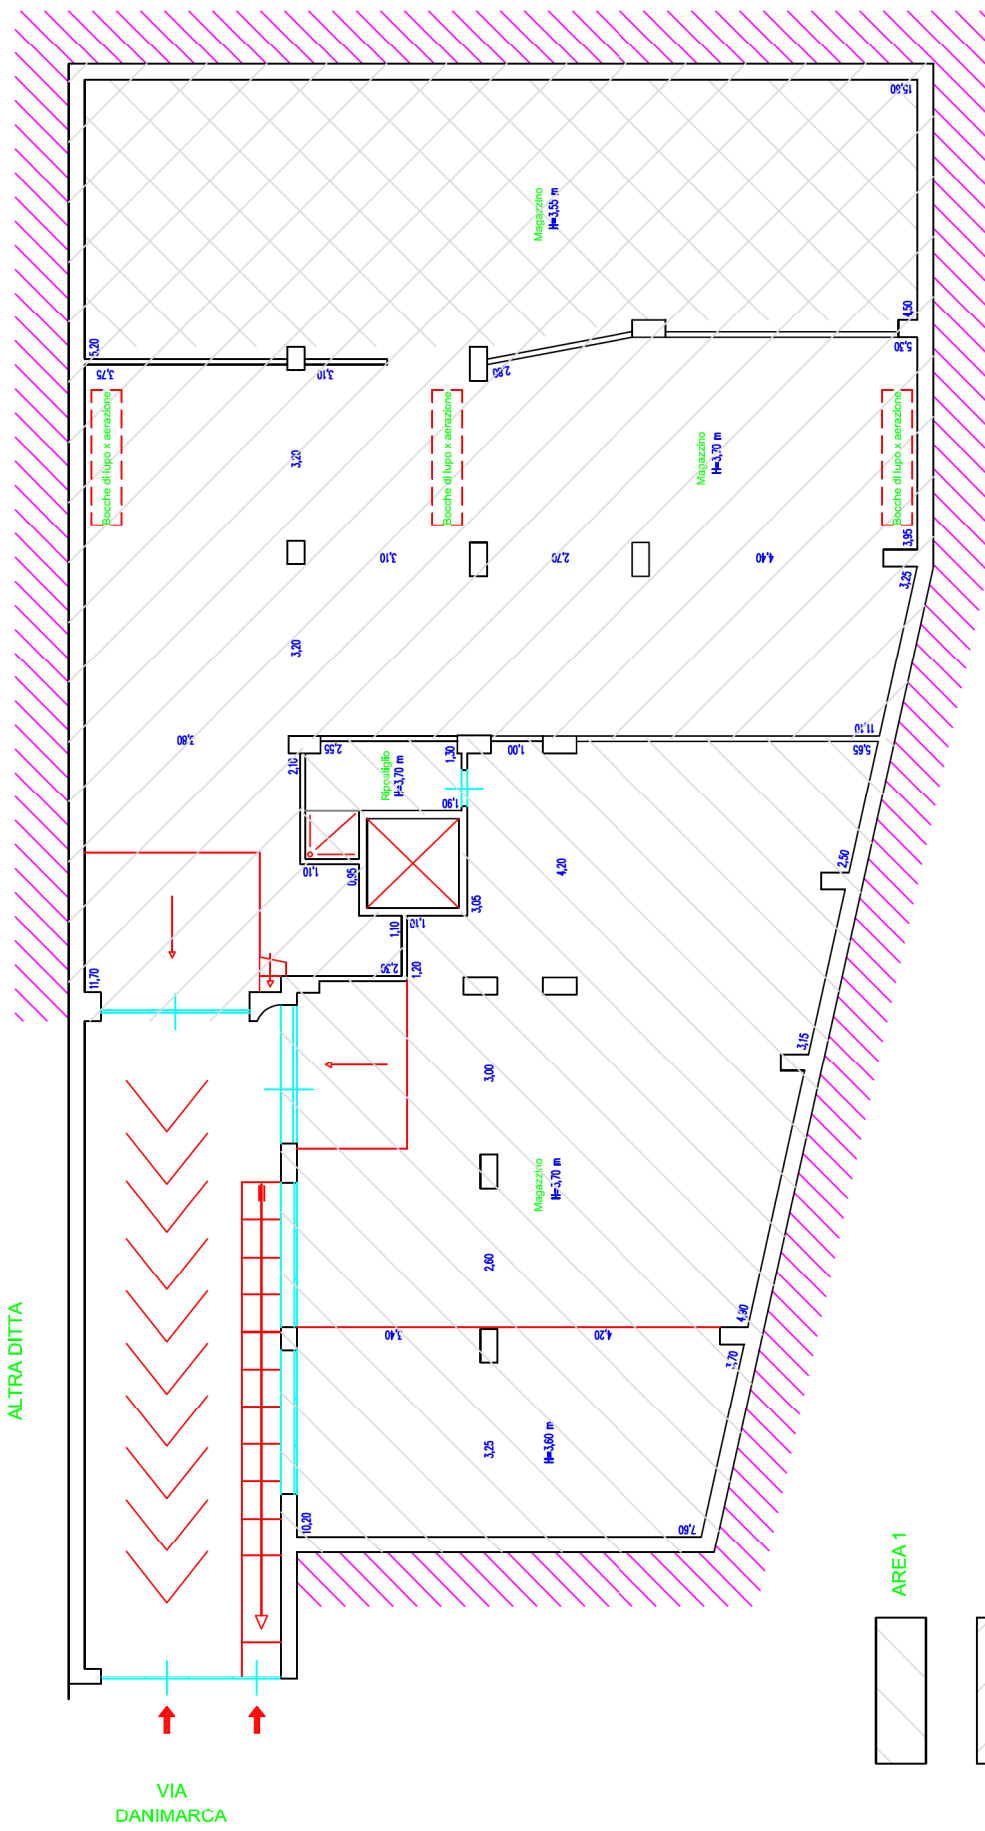 15,80
Magazzino
H=3,55 m
4,50
5,20
5,30
3,75
3,10
2,80
Bocche di lupo x aerazione
Bocche di lupo x aerazione
Bocche di lupo x aerazione
3,20
Magazzino
H=3,70 m
3,95
3,10
2,70
4,40
3,25
3,20
3,80
11,10
2,55
1,30
1,00
5,65
2,10
Ripostiglio
H=3,70 m
1,90
1,10
0,95
4,20
2,50
3,05
1,10
1,10
2,30
1,20
11,70
3,00
3,15
Magazzino
H=3,70 m
2,60
4,90
3,40
4,20
3,70
ALTRA DITTA
3,25
H=3,60 m
10,20
7,60
AREA 1
VIA
DANIMARCA